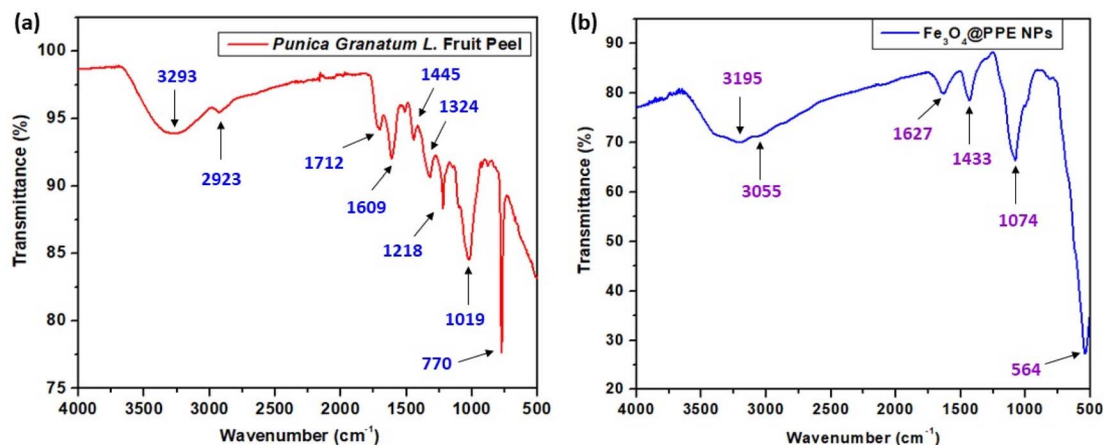 (a)
Punica Granatum L. Fruit Peel
100
95
90
85
80
75
Transmittance (%)
3293
2923
1712
1609
1445
1324
1218
1019
770
4000 3500 3000 2500 2000 1500 1000 500
Wavenumber (cm⁻¹)
(b)
Fe₃O₄@PPE NPs
90
80
70
60
50
40
30
20
Transmittance (%)
3195
3055
1627
1433
1074
564
4000 3500 3000 2500 2000 1500 1000 500
Wavenumber (cm⁻¹)